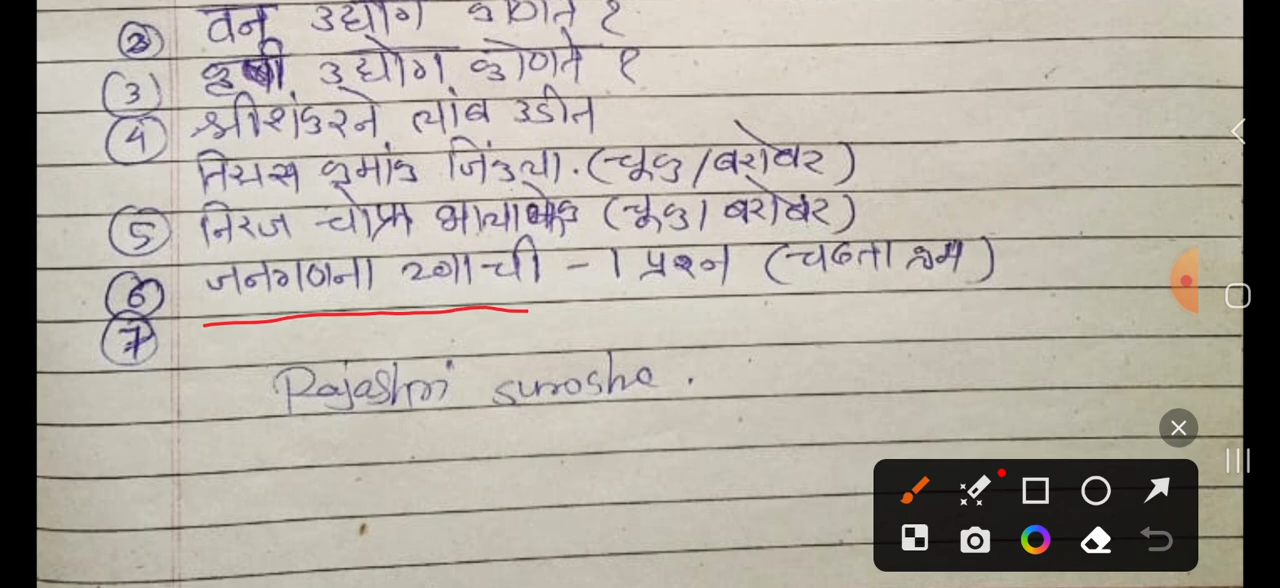 ② वन उद्योग कोणते ?
③ कृषी उद्योग कोणते ?
④ श्रीशंकरने लांब उडीत
क्रमांक जिंकला. (चूक / बरोबर)
⑤ निरज चोप्रा भालाफेक (चूक / बरोबर)
⑥ जनगणना २०११ ची - 1 प्रश्न (चढता क्रम)
⑦
Rajashri suroshe.